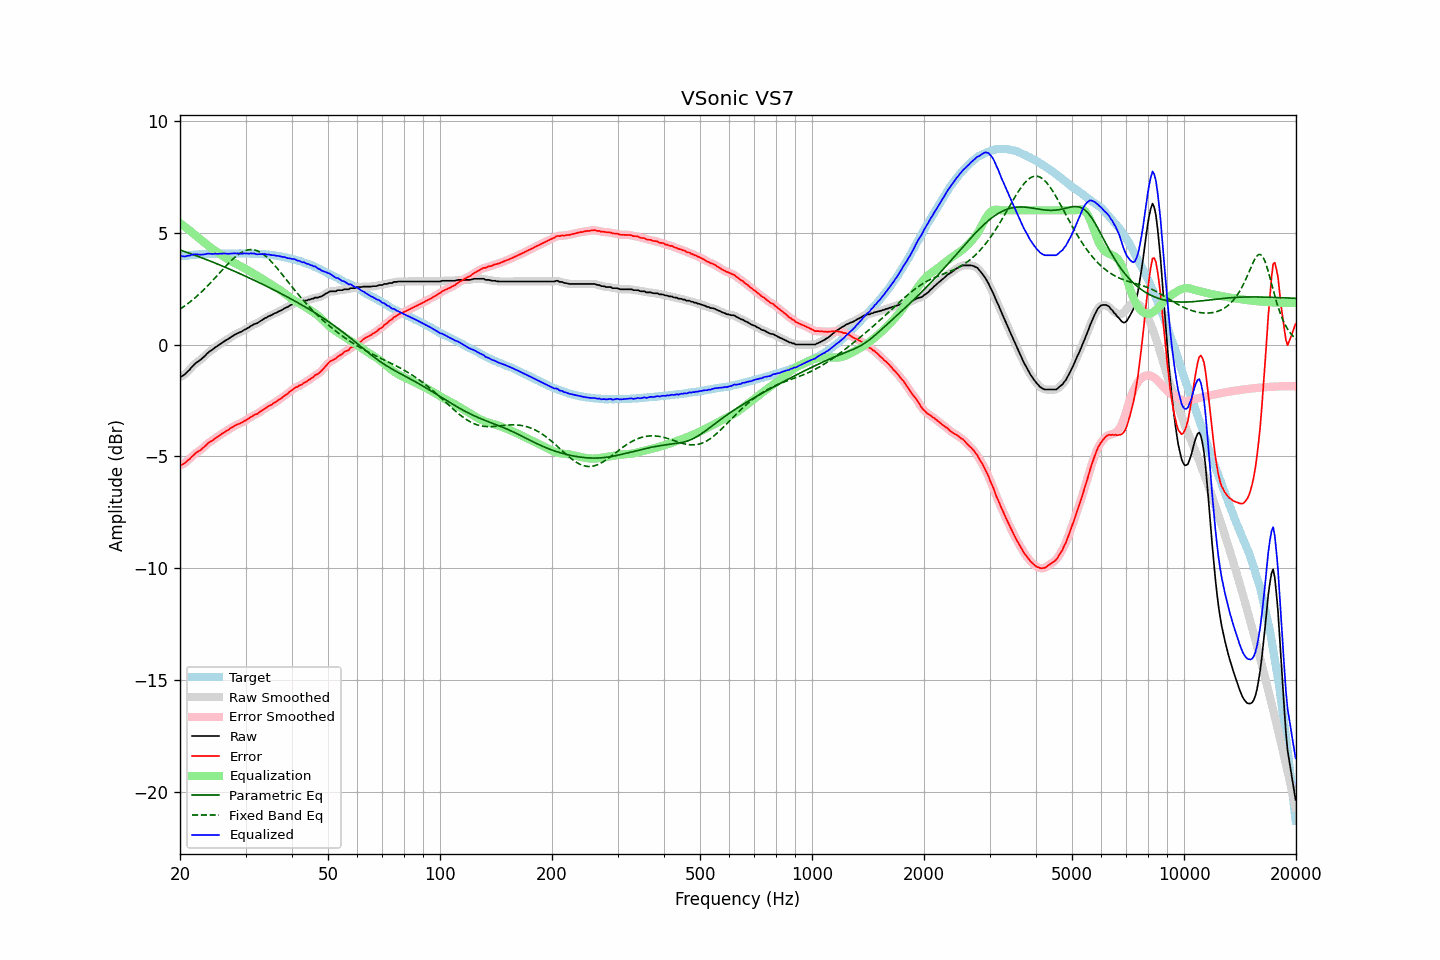 VSonic VS7
Amplitude (dBr)
10
5
0
−5
−10
−15
−20
Target
Raw Smoothed
Error Smoothed
Raw
Error
Equalization
Parametric Eq
Fixed Band Eq
Equalized
20 50 100 200 500 1000 2000 5000 10000 20000
Frequency (Hz)